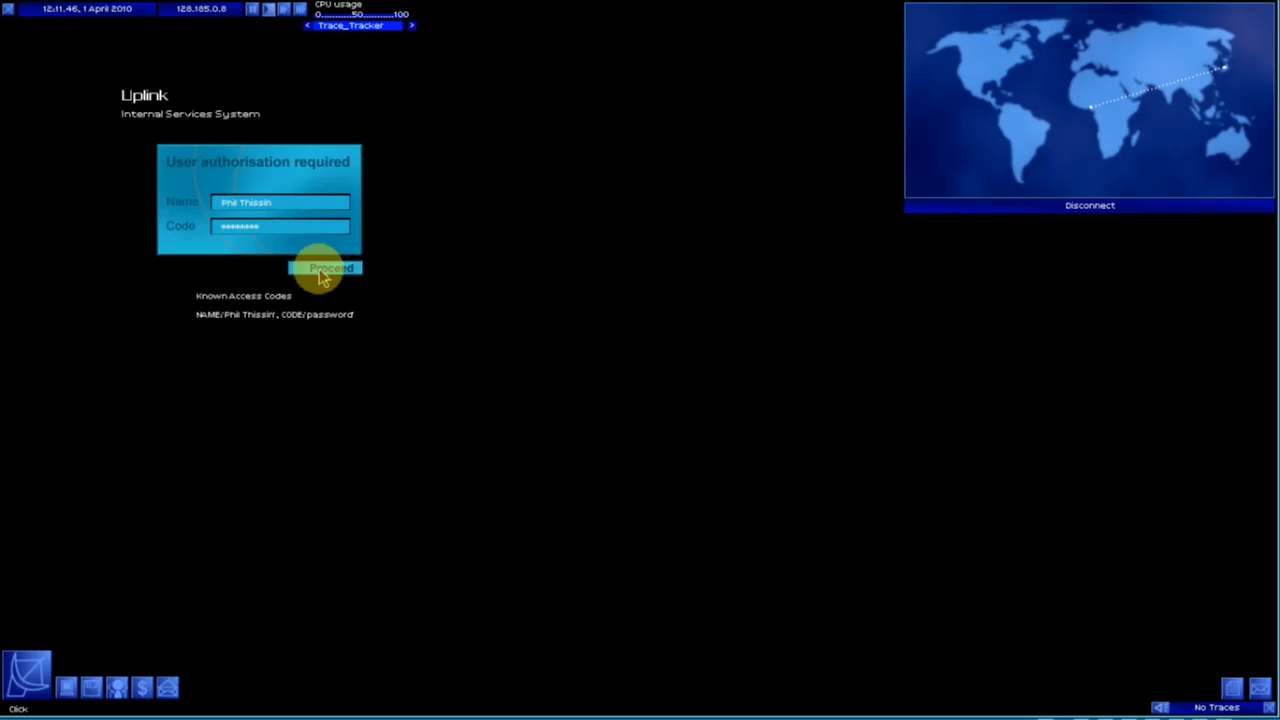 12:11.46, 1 April 2010
128.185.0.8
CPU usage
0...........50...........100
< Trace_Tracker >
Uplink
Internal Services System
User authorisation required
Name Phil Thissin
Code ********
Proceed
Known Access Codes
NAME/'Phil Thissin', CODE/'password'
Disconnect
$
Click
No Traces